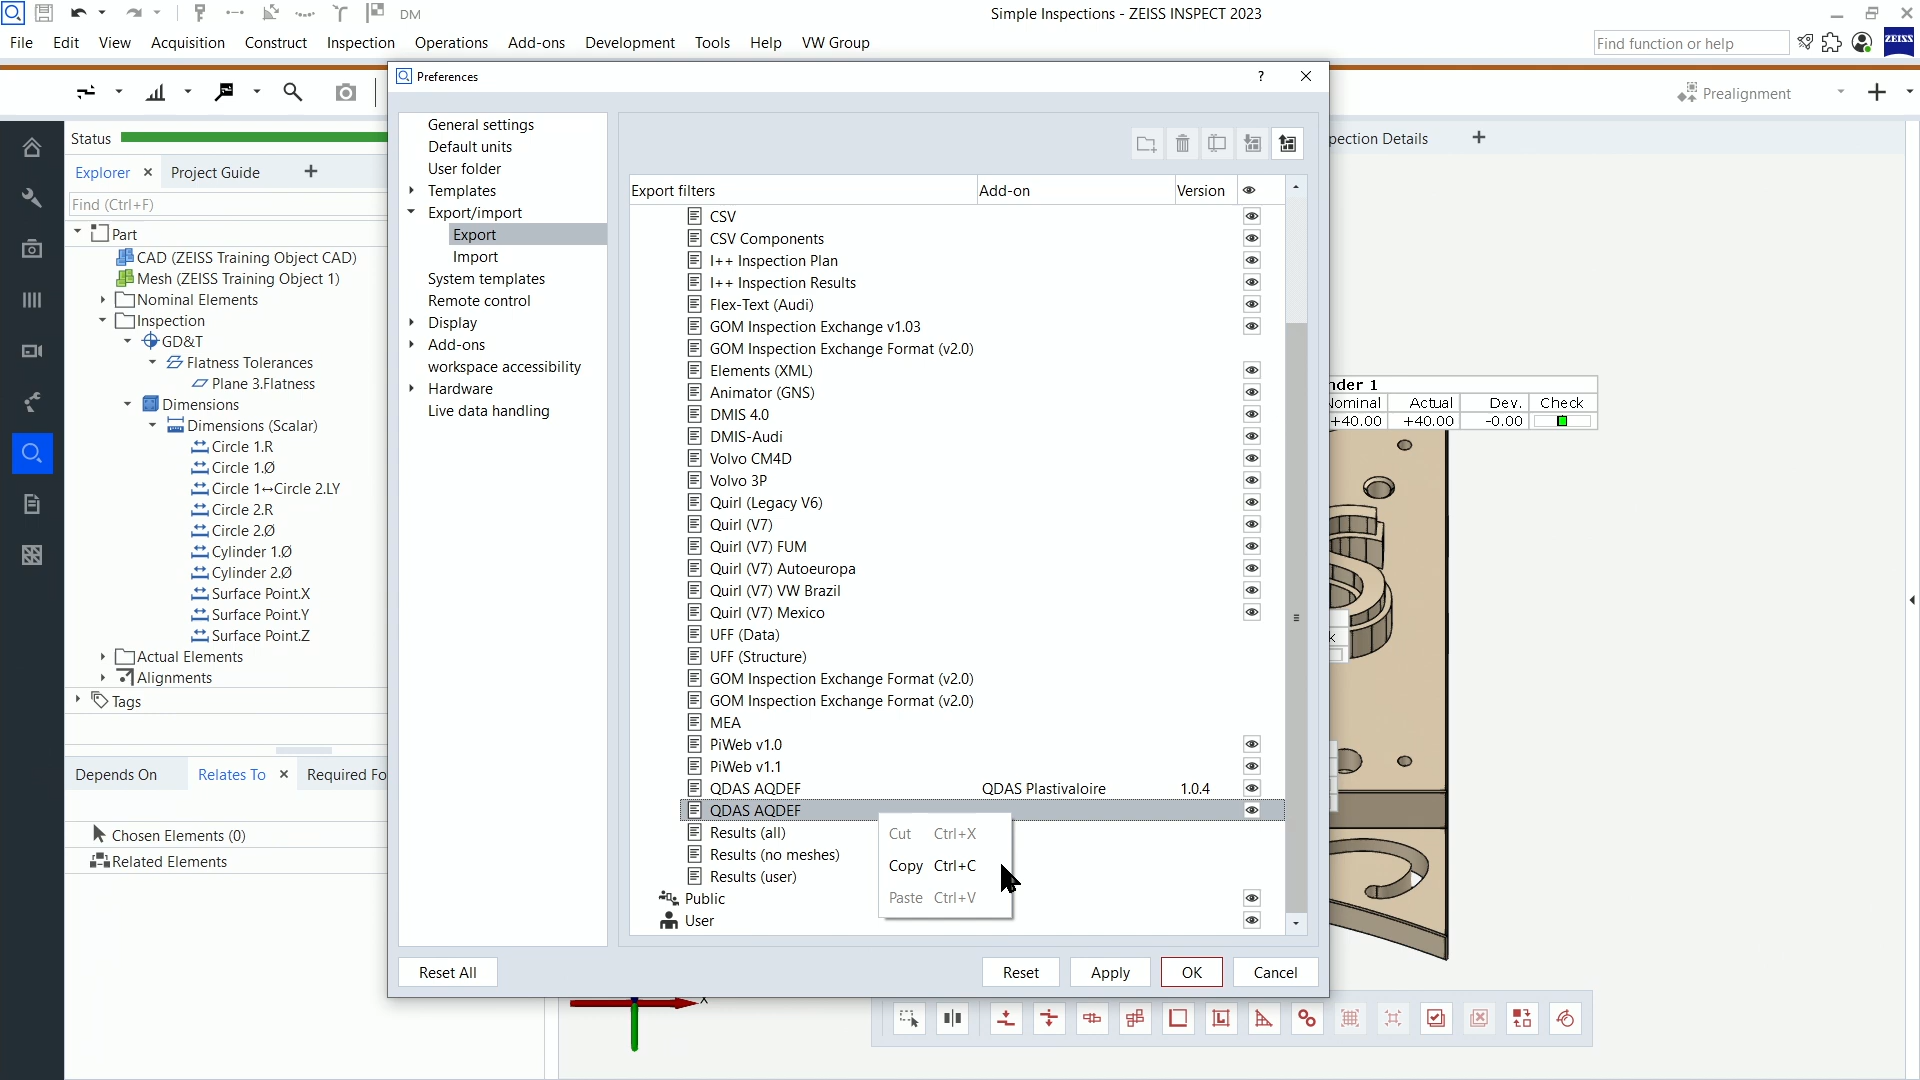 DM
Simple Inspections - ZEISS INSPECT 2023
File Edit View Acquisition Construct Inspection Operations Add-ons Development Tools Help VW Group
Find function or help
ZEISS
Preferences
?
Prealignment
Status
Explorer
Project Guide
Find (Ctrl+F)
Part
CAD (ZEISS Training Object CAD)
Mesh (ZEISS Training Object 1)
Nominal Elements
Inspection
GD&T
Flatness Tolerances
Plane 3.Flatness
Dimensions
Dimensions (Scalar)
Circle 1.R
Circle 1.Ø
Circle 1↔Circle 2.LY
Circle 2.R
Circle 2.Ø
Cylinder 1.Ø
Cylinder 2.Ø
Surface Point.X
Surface Point.Y
Surface Point.Z
Actual Elements
Alignments
Tags
Depends On
Relates To
Required Fo
Chosen Elements (0)
Related Elements
General settings
Default units
User folder
Templates
Export/import
Export
Import
System templates
Remote control
Display
Add-ons
workspace accessibility
Hardware
Live data handling
Export filters Add-on Version
CSV
CSV Components
I++ Inspection Plan
I++ Inspection Results
Flex-Text (Audi)
GOM Inspection Exchange v1.03
GOM Inspection Exchange Format (v2.0)
Elements (XML)
Animator (GNS)
DMIS 4.0
DMIS-Audi
Volvo CM4D
Volvo 3P
Quirl (Legacy V6)
Quirl (V7)
Quirl (V7) FUM
Quirl (V7) Autoeuropa
Quirl (V7) VW Brazil
Quirl (V7) Mexico
UFF (Data)
UFF (Structure)
GOM Inspection Exchange Format (v2.0)
GOM Inspection Exchange Format (v2.0)
MEA
PiWeb v1.0
PiWeb v1.1
QDAS AQDEF QDAS Plastivaloire 1.0.4
QDAS AQDEF
Results (all)
Results (no meshes)
Results (user)
Public
User
Cut Ctrl+X
Copy Ctrl+C
Paste Ctrl+V
Reset All
Reset
Apply
OK
Cancel
pection Details
nder 1
Nominal Actual Dev. Check
+40.00 +40.00 -0.00
k
X